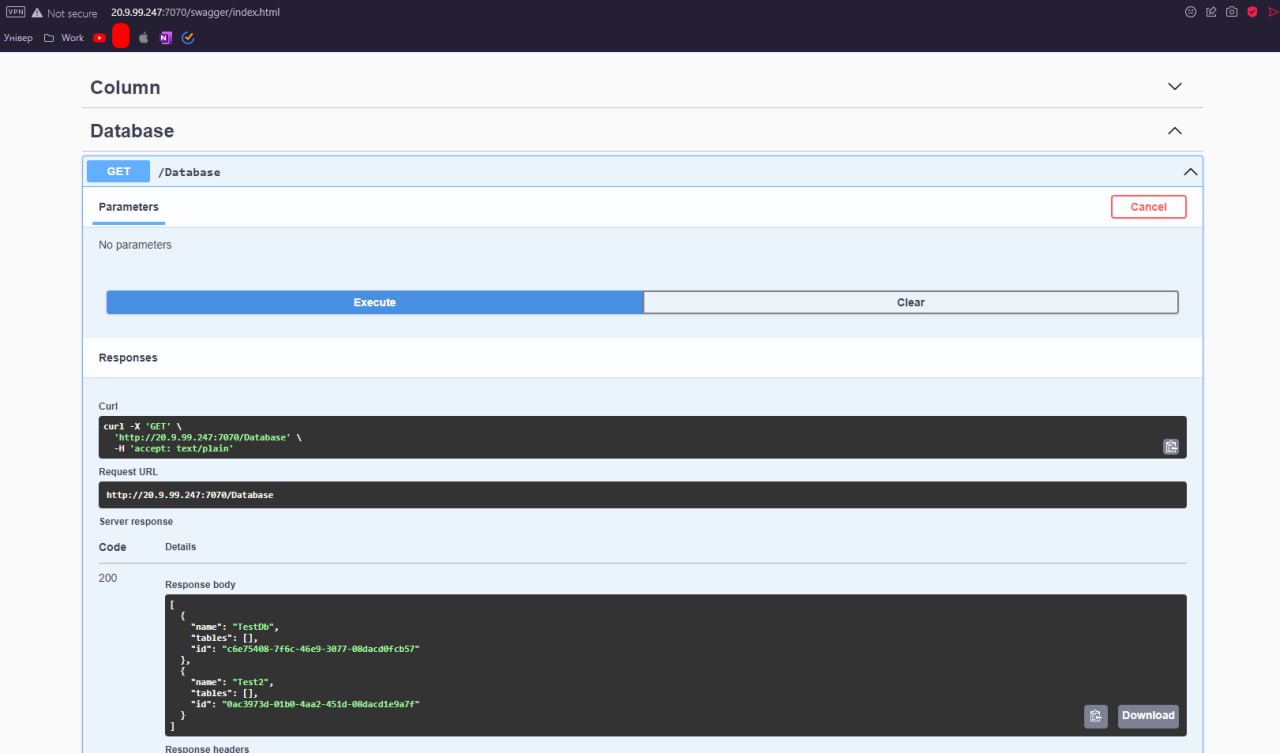 VPN Not secure 20.9.99.247:7070/swagger/index.html
Універ Work
Column
Database
GET /Database
Parameters Cancel
No parameters
Execute Clear
Responses
Curl
curl -X 'GET' \
'http://20.9.99.247:7070/Database' \
-H 'accept: text/plain'
Request URL
http://20.9.99.247:7070/Database
Server response
Code Details
200
Response body
[
{
"name": "TestDb",
"tables": [],
"id": "c6e75408-7f6c-46e9-3077-08dacd0fcb57"
},
{
"name": "Test2",
"tables": [],
"id": "0ac3973d-01b0-4aa2-451d-08dacd1e9a7f"
}
]
Download
Response headers